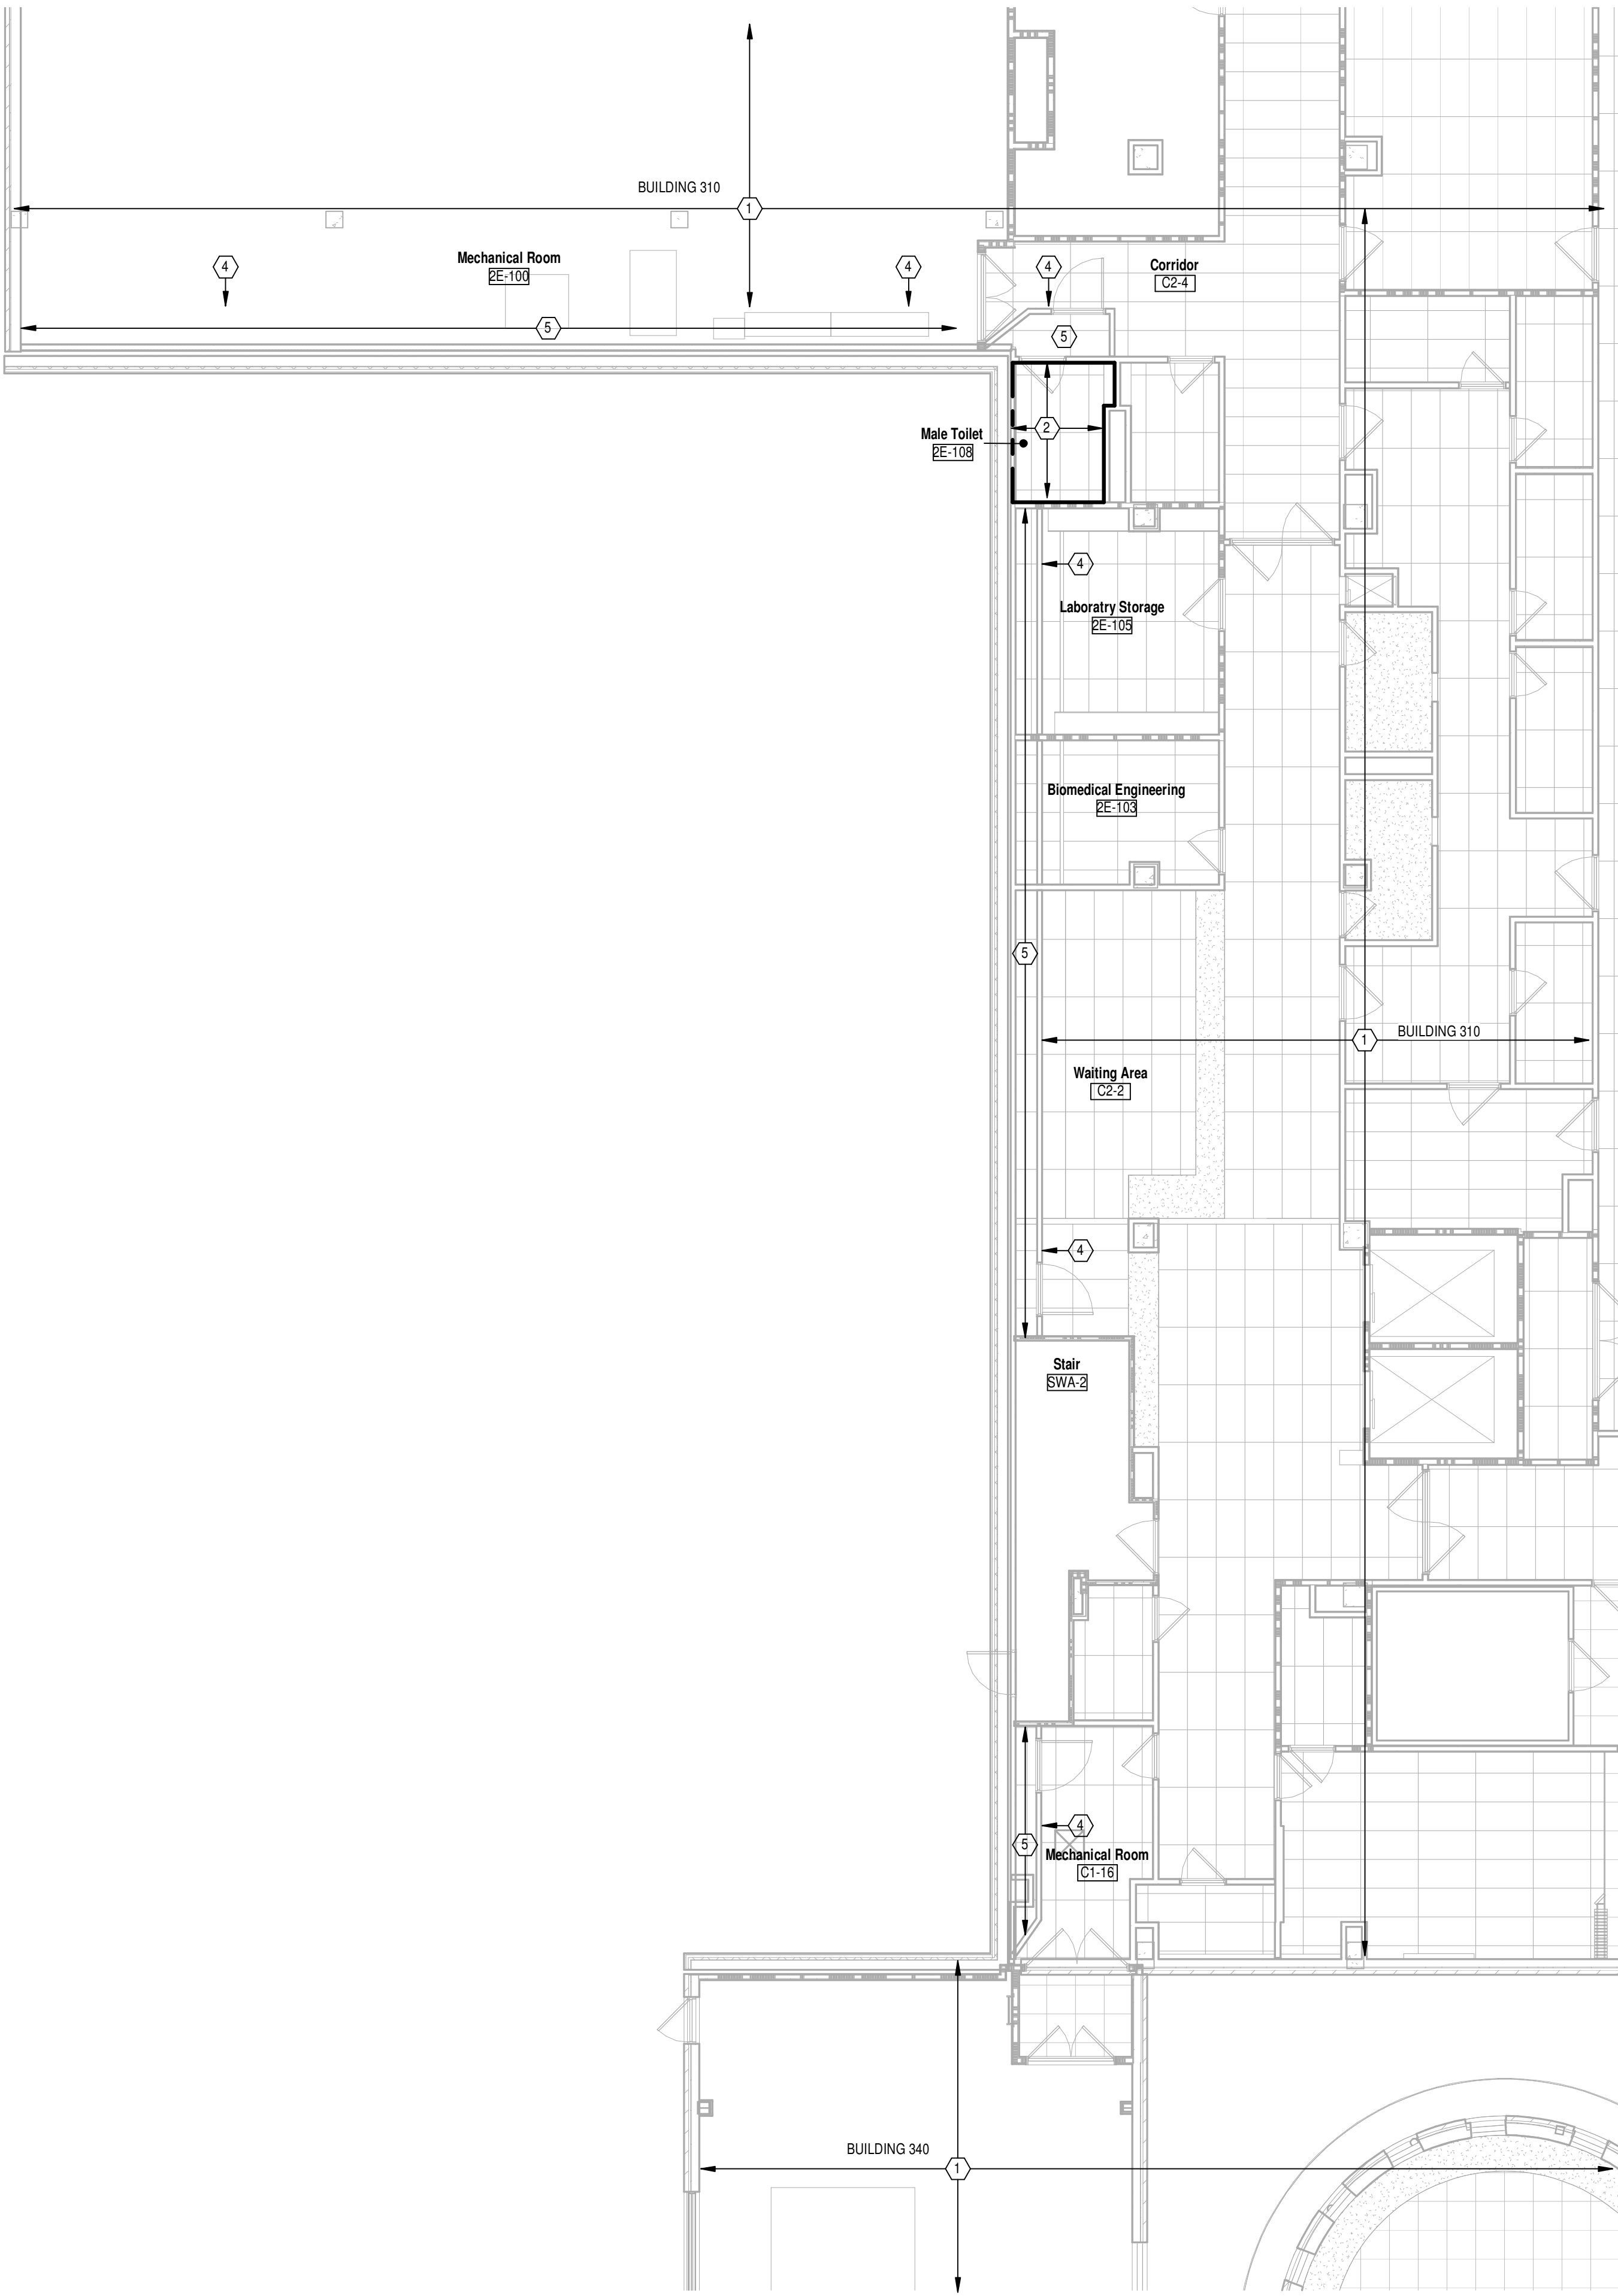 BUILDING 310
1
4
Mechanical Room
2E-100
4
4
Corridor
C2-4
5
5
Male Toilet
2E-108
2
4
Laboratry Storage
2E-105
Biomedical Engineering
2E-103
5
1
BUILDING 310
Waiting Area
C2-2
4
Stair
SWA-2
4
5
Mechanical Room
C1-16
BUILDING 340
1